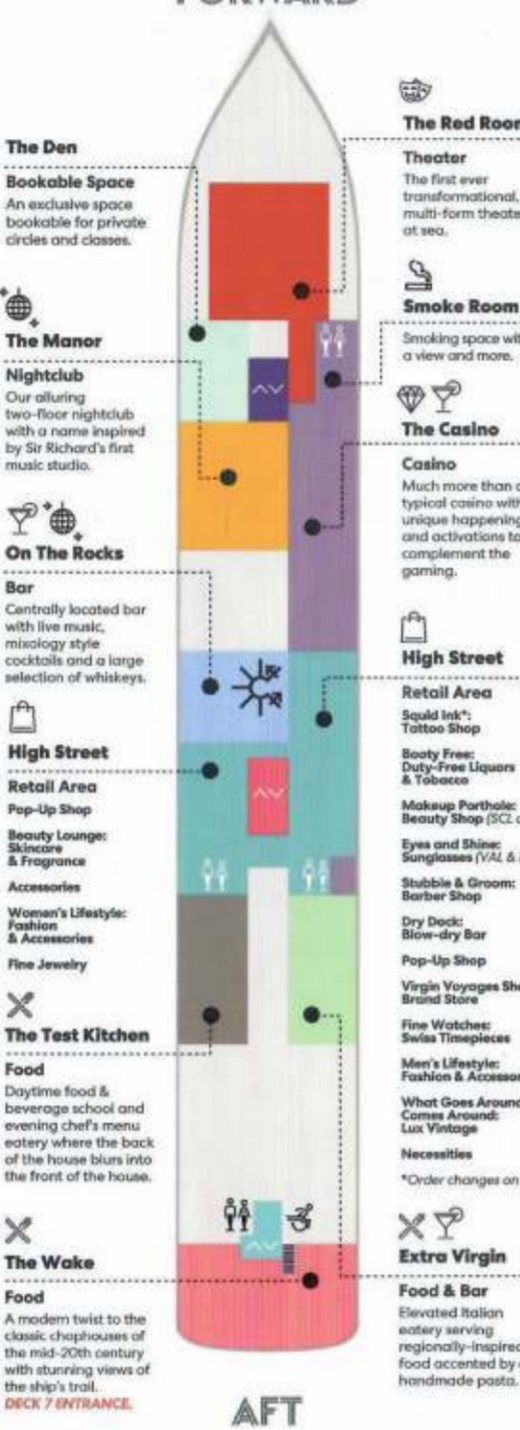 FORWARD
The Den
Bookable Space
An exclusive space
bookable for private
circles and classes.
The Manor
Nightclub
Our alluring
two-floor nightclub
with a name inspired
by Sir Richard's first
music studio.
On The Rocks
Bar
Centrally located bar
with live music,
mixology style
cocktails and a large
selection of whiskeys.
High Street
Retail Area
Pop-Up Shop
Beauty Lounge:
Skincare
& Fragrance
Accessories
Women's Lifestyle:
Fashion
& Accessories
Fine Jewelry
The Test Kitchen
Food
Daytime food &
beverage school and
evening chef's menu
eatery where the back
of the house blurs into
the front of the house.
The Wake
Food
A modern twist to the
classic chophouses of
the mid-20th century
with stunning views of
the ship's trail.
DECK 7 ENTRANCE.
The Red Room
Theater
The first ever
transformational,
multi-form theate
at sea.
Smoke Room
Smoking space wit
a view and more.
The Casino
Casino
Much more than a
typical casino with
unique happening
and activations to
complement the
gaming.
High Street
Retail Area
Squid Ink*:
Tattoo Shop
Booty Free:
Duty-Free Liquors
& Tobacco
Makeup Porthole:
Beauty Shop (SCL
Eyes and Shine:
Sunglasses (VAL &
Stubble & Groom:
Barber Shop
Dry Dock:
Blow-dry Bar
Pop-Up Shop
Virgin Voyages Sho
Brand Store
Fine Watches:
Swiss Timepieces
Men's Lifestyle:
Fashion & Accessor
What Goes Around
Comes Around:
Lux Vintage
Necessities
*Order changes on
Extra Virgin
Food & Bar
Elevated Italian
eatery serving
regionally-inspired
food accented by
handmade pasta.
AFT